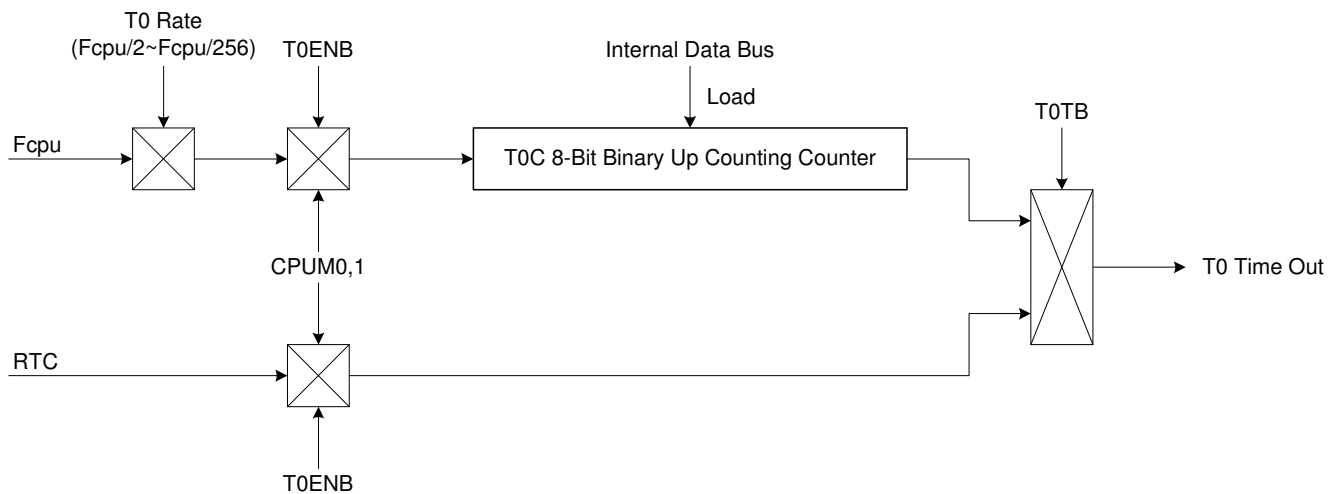 T0 Rate
(Fcpu/2~Fcpu/256)
T0ENB
Internal Data Bus
Load
T0TB
Fcpu
T0C 8-Bit Binary Up Counting Counter
CPUM0,1
T0 Time Out
RTC
T0ENB